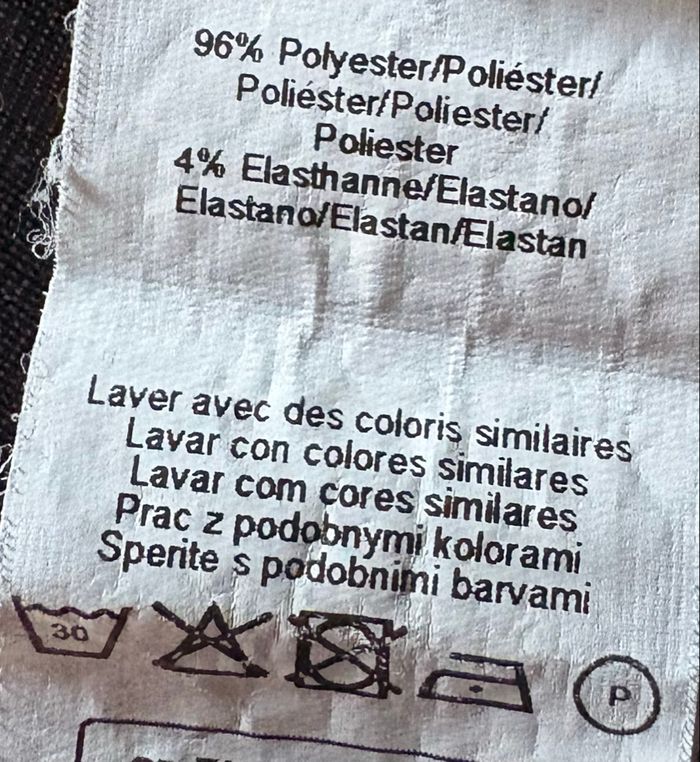 96% Polyester/Poliéster/
Poliéster/Poliester/
Poliester
4% Elasthanne/Elastano/
Elastano/Elastan/Elastan
Laver avec des coloris similaires
Lavar con colores similares
Lavar com cores similares
Prac z podobnymi kolorami
Sperite s podobnimi barvami
30
P